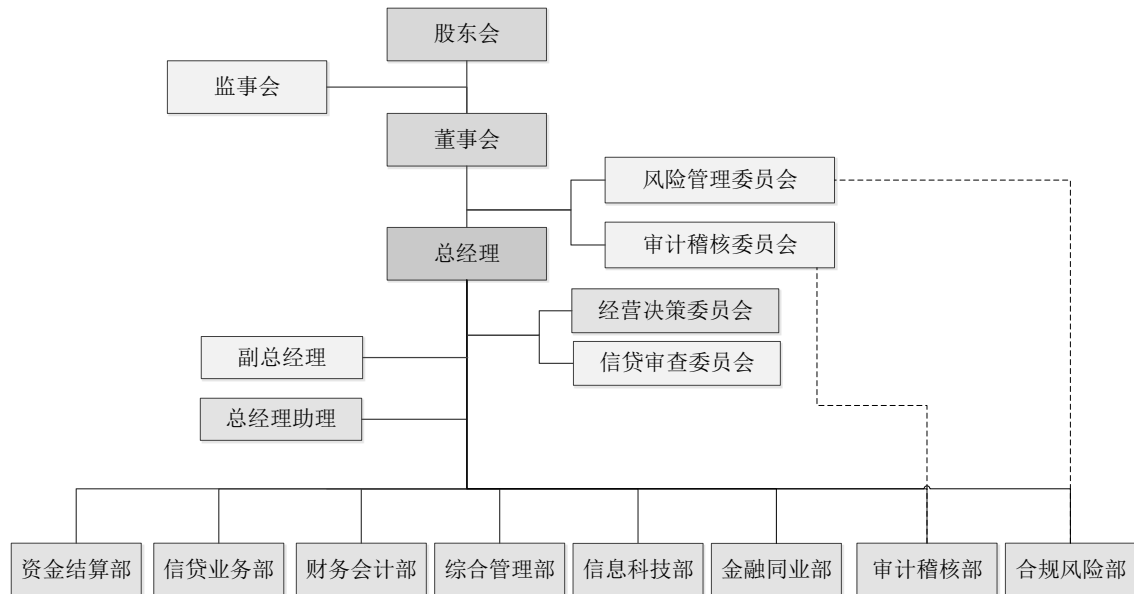 股东会
监事会
董事会
风险管理委员会
审计稽核委员会
总经理
经营决策委员会
信贷审查委员会
副总经理
总经理助理
资金结算部
信贷业务部
财务会计部
综合管理部
信息科技部
金融同业部
审计稽核部
合规风险部